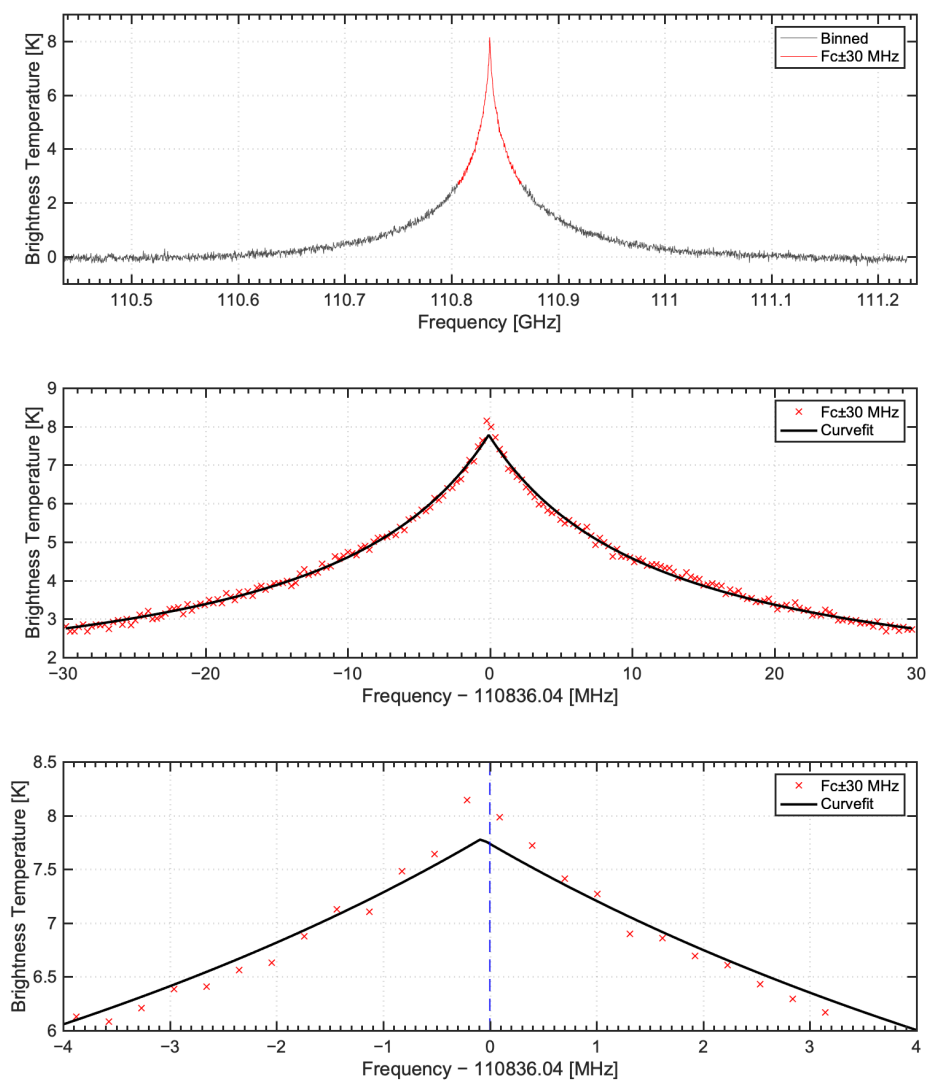 Brightness Temperature [K]
8
6
4
2
0
Binned
Fc±30 MHz
110.5 110.6 110.7 110.8 110.9 111 111.1 111.2
Frequency [GHz]
Brightness Temperature [K]
9
8
7
6
5
4
3
2
Fc±30 MHz
Curvefit
−30 −20 −10 0 10 20 30
Frequency − 110836.04 [MHz]
Brightness Temperature [K]
8.5
8
7.5
7
6.5
6
Fc±30 MHz
Curvefit
−4 −3 −2 −1 0 1 2 3 4
Frequency − 110836.04 [MHz]